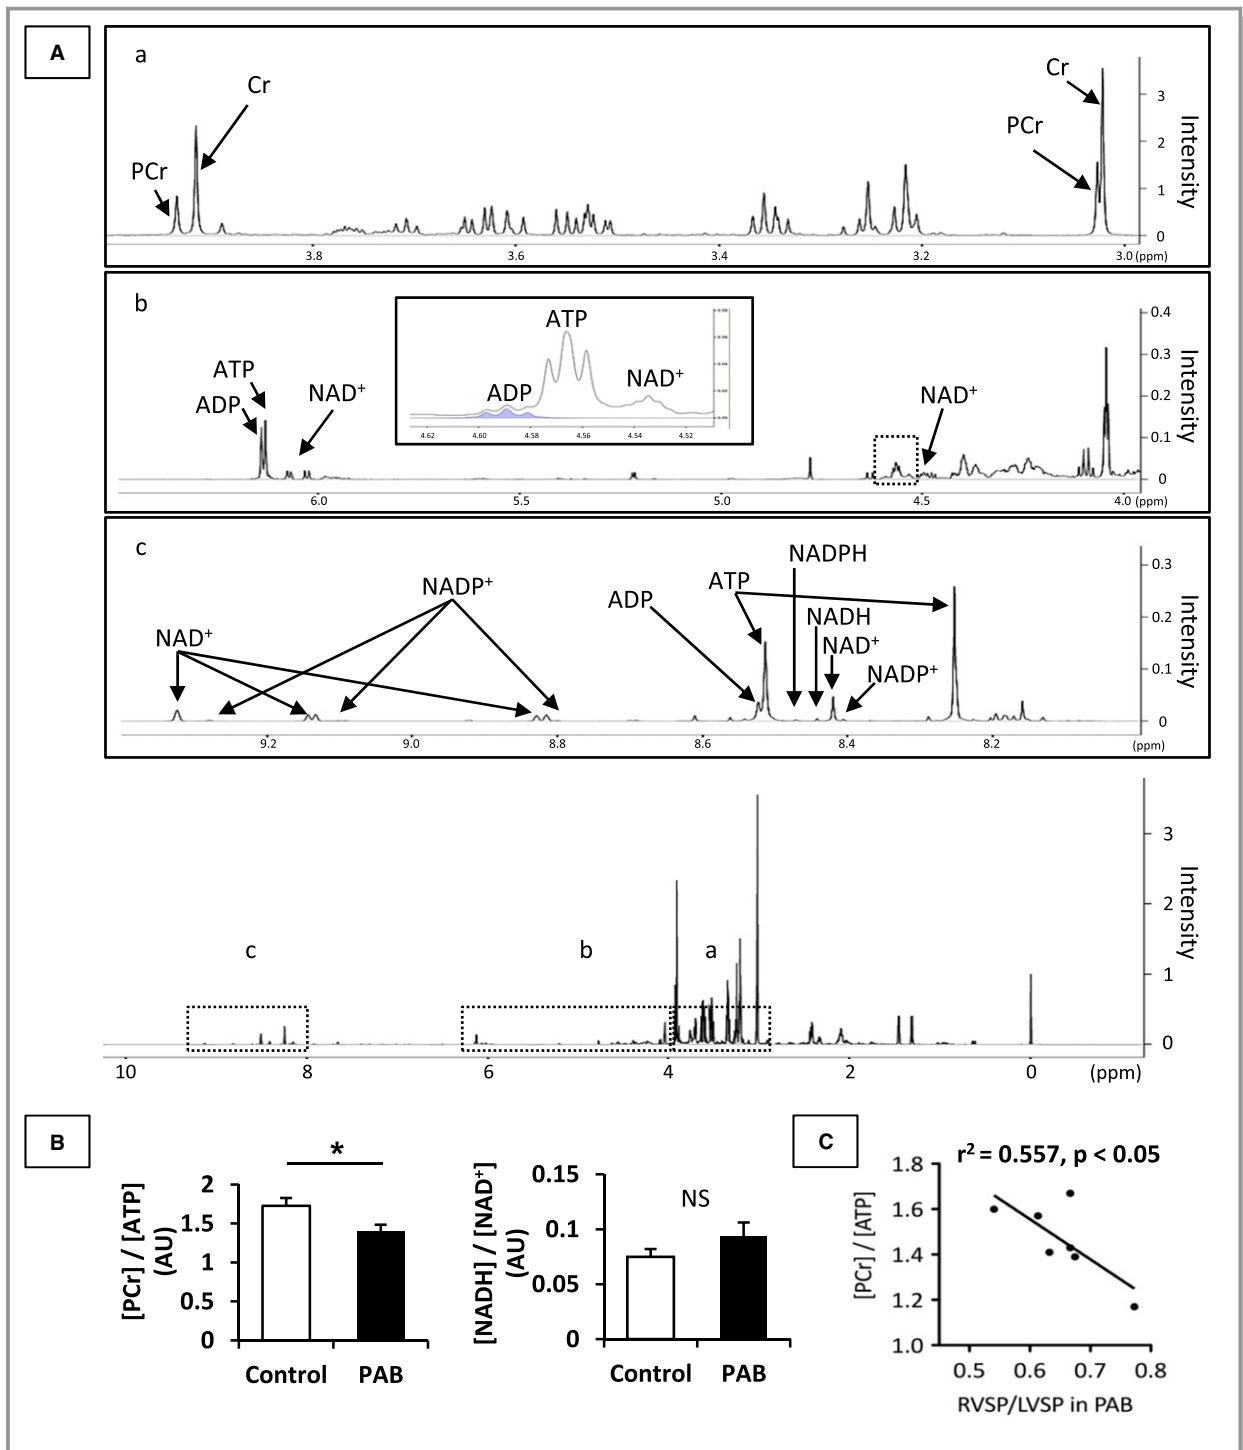 A
a
Cr
PCr
Cr
PCr
3
2
1
0
Intensity
3.8
3.6
3.4
3.2
3.0 (ppm)
b
ATP
ADP
NAD⁺
ATP
ADP
NAD⁺
4.62
4.60
4.58
4.56
4.54
4.52
NAD⁺
0.4
0.3
0.2
0.1
0
Intensity
6.0
5.5
5.0
4.5
4.0 (ppm)
c
NAD⁺
NADP⁺
ADP
ATP
NADPH
NADH
NAD⁺
NADP⁺
0.3
0.2
0.1
0
Intensity
9.2
9.0
8.8
8.6
8.4
8.2
(ppm)
c
b
a
3
2
1
0
Intensity
10
8
6
4
2
0
(ppm)
B
[PCr] / [ATP]
(AU)
2
1.5
1
0.5
0
*
Control
PAB
[NADH] / [NAD⁺]
(AU)
0.15
0.1
0.05
0
NS
Control
PAB
C
r² = 0.557, p < 0.05
[PCr] / [ATP]
1.8
1.6
1.4
1.2
1.0
0.5
0.6
0.7
0.8
RVSP/LVSP in PAB